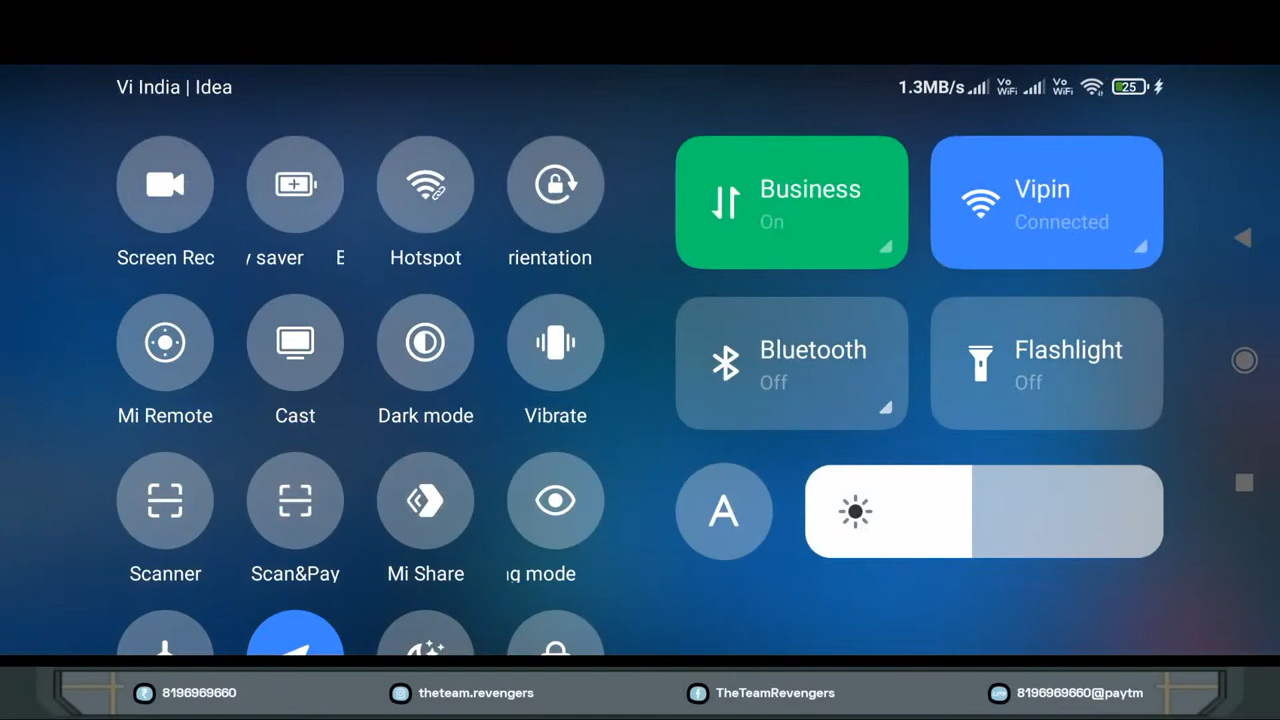 Vi India | Idea
1.3MB/s Vo WiFi Vo WiFi 25
Business
On
Vipin
Connected
Screen Rec
y saver
Hotspot
rientation
Bluetooth
Off
Flashlight
Off
Mi Remote
Cast
Dark mode
Vibrate
A
Scanner
Scan&Pay
Mi Share
g mode
8196969660
theteam.revengers
TheTeamRevengers
8196969660@paytm